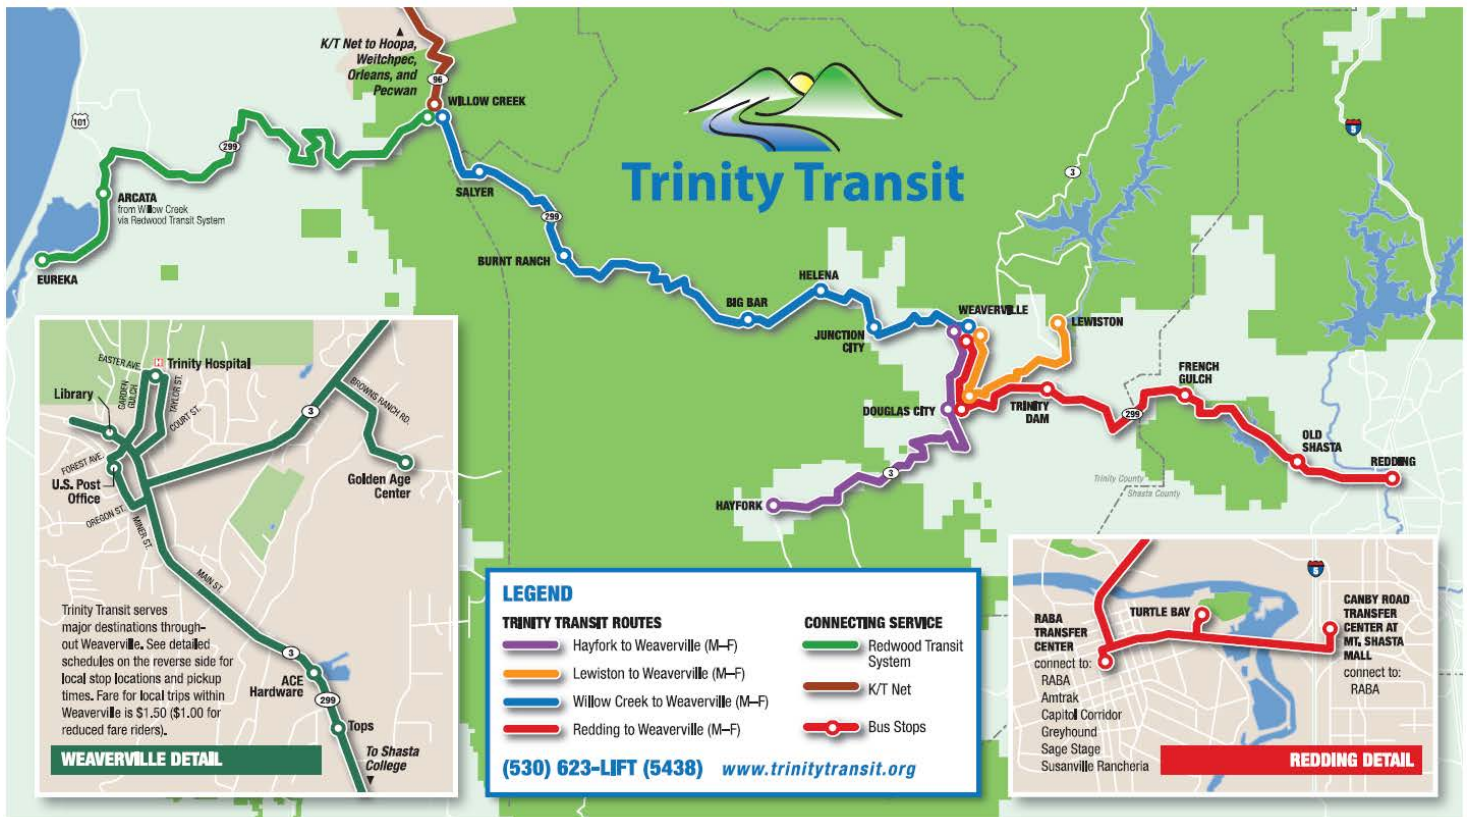 K/T Net to Hoopa,
Weitchpec,
Orleans, and
Pecwan
96
WILLOW CREEK
101
299
ARCATA
from Willow Creek
via Redwood Transit System
EUREKA
SALYER
299
BURNT RANCH
Trinity Transit
3
5
HELENA
BIG BAR
JUNCTION
CITY
WEAVERVILLE
LEWISTON
DOUGLAS CITY
TRINITY
DAM
299
FRENCH
GULCH
OLD
SHASTA
REDDING
Trinity County
Shasta County
3
HAYFORK
EASTER AVE.
H Trinity Hospital
Library
GARDEN
GULCH
TAYLOR ST.
COURT ST.
3
BROWNS RANCH RD.
FOREST AVE.
U.S. Post
Office
Golden Age
Center
OREGON ST.
MINER ST.
MAIN ST.
Trinity Transit serves
major destinations through-
out Weaverville. See detailed
schedules on the reverse side for
local stop locations and pickup
times. Fare for local trips within
Weaverville is $1.50 ($1.00 for
reduced fare riders).
3
ACE
Hardware
299
Tops
To Shasta
College
WEAVERVILLE DETAIL
LEGEND
TRINITY TRANSIT ROUTES
Hayfork to Weaverville (M–F)
Lewiston to Weaverville (M–F)
Willow Creek to Weaverville (M–F)
Redding to Weaverville (M–F)
CONNECTING SERVICE
Redwood Transit
System
K/T Net
Bus Stops
(530) 623-LIFT (5438) www.trinitytransit.org
5
RABA
TRANSFER
CENTER
connect to:
RABA
Amtrak
Capitol Corridor
Greyhound
Sage Stage
Susanville Rancheria
TURTLE BAY
CANBY ROAD
TRANSFER
CENTER AT
MT. SHASTA
MALL
connect to:
RABA
REDDING DETAIL